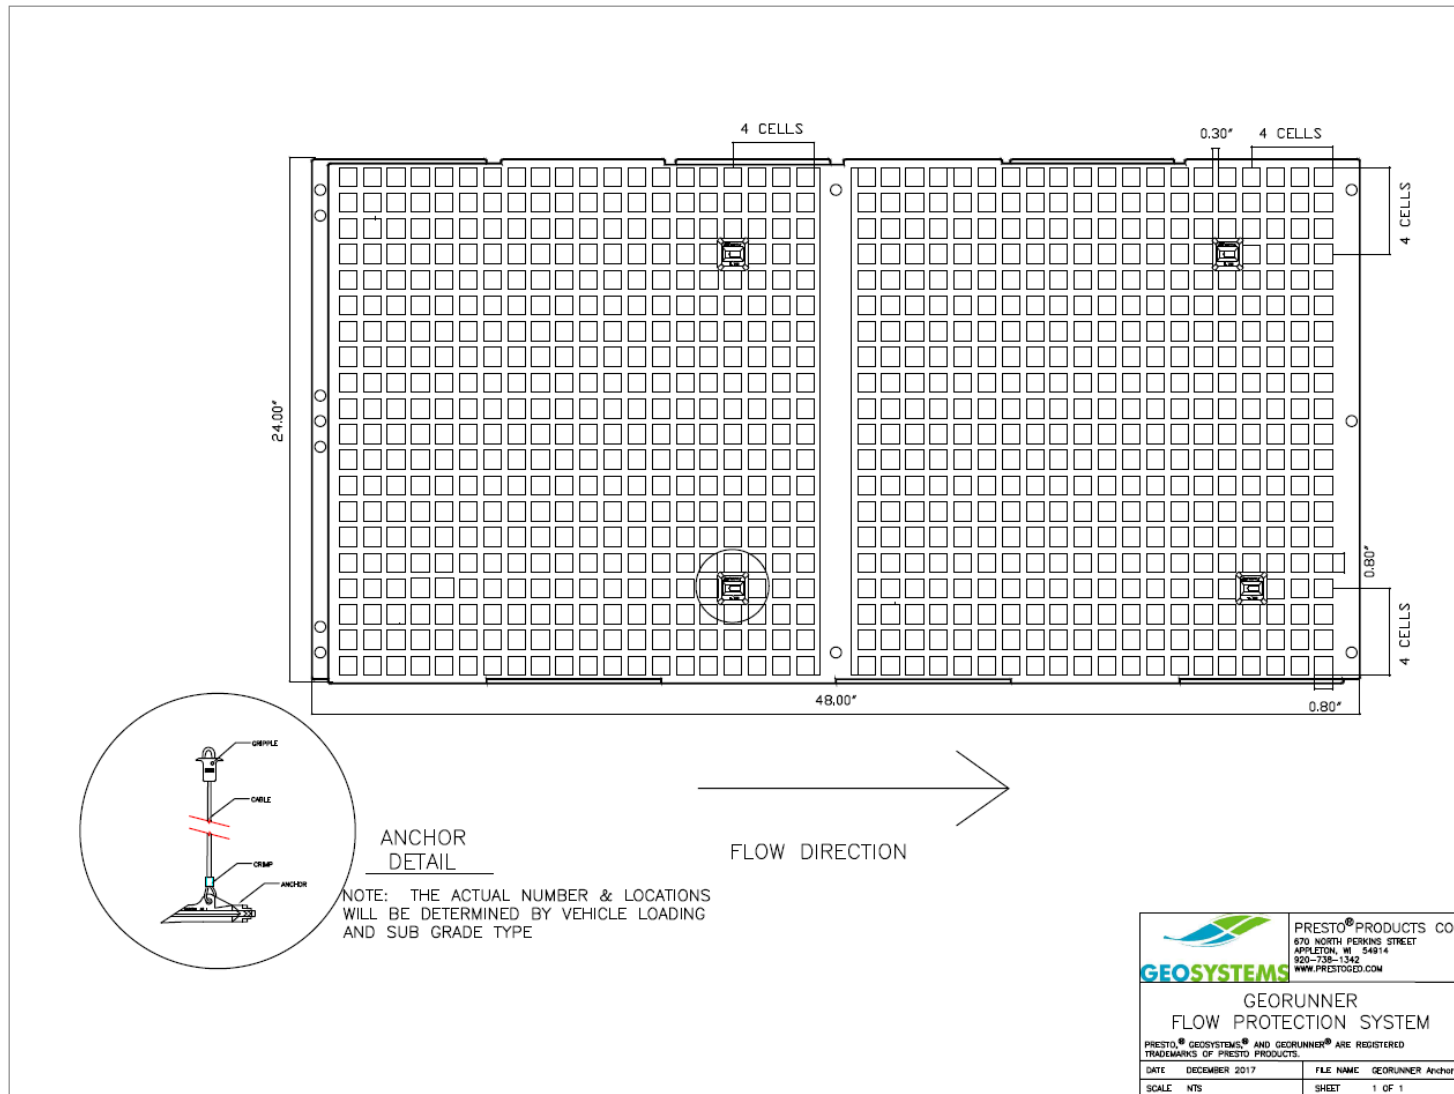 4 CELLS
0.30"
4 CELLS
4 CELLS
24.00"
0.80"
4 CELLS
48.00"
0.80"
GRIPPLE
CABLE
CRIMP
ANCHOR
ANCHOR
DETAIL
FLOW DIRECTION
NOTE: THE ACTUAL NUMBER & LOCATIONS
WILL BE DETERMINED BY VEHICLE LOADING
AND SUB GRADE TYPE
GEOSYSTEMS
PRESTO® PRODUCTS CO
670 NORTH PERKINS STREET
APPLETON, WI 54914
920-738-1342
WWW.PRESTOGEO.COM
GEORUNNER
FLOW PROTECTION SYSTEM
PRESTO,® GEOSYSTEMS,® AND GEORUNNER® ARE REGISTERED
TRADEMARKS OF PRESTO PRODUCTS.
DATE DECEMBER 2017 FILE NAME GEORUNNER Anchor
SCALE NTS SHEET 1 OF 1